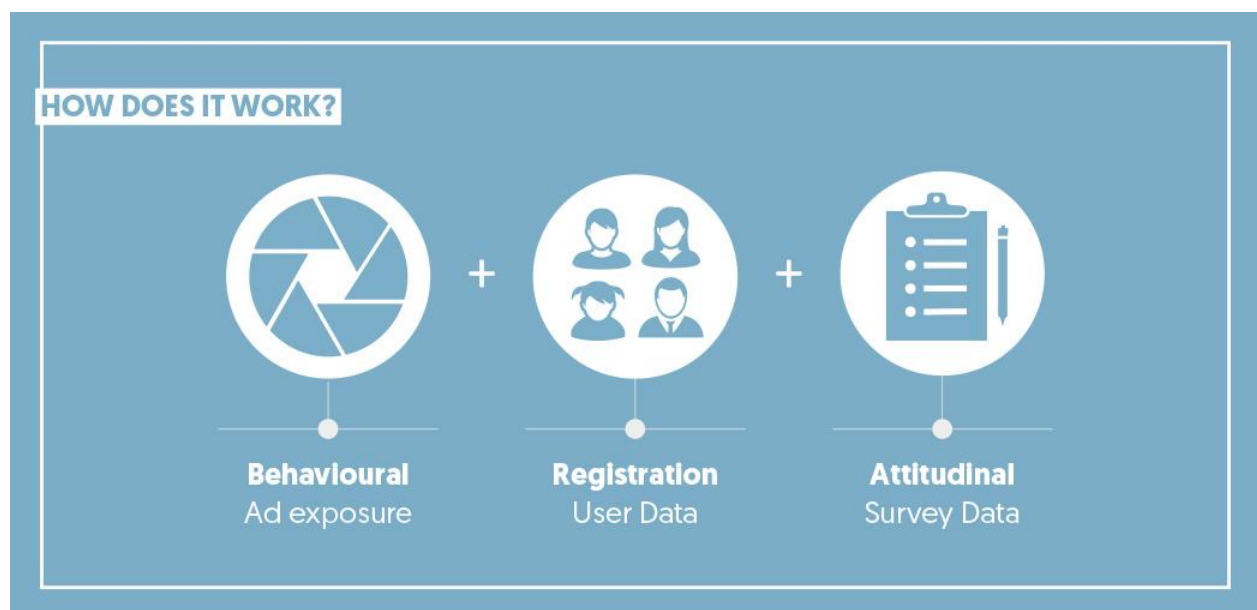 HOW DOES IT WORK?
+
+
Behavioural
Ad exposure
Registration
User Data
Attitudinal
Survey Data